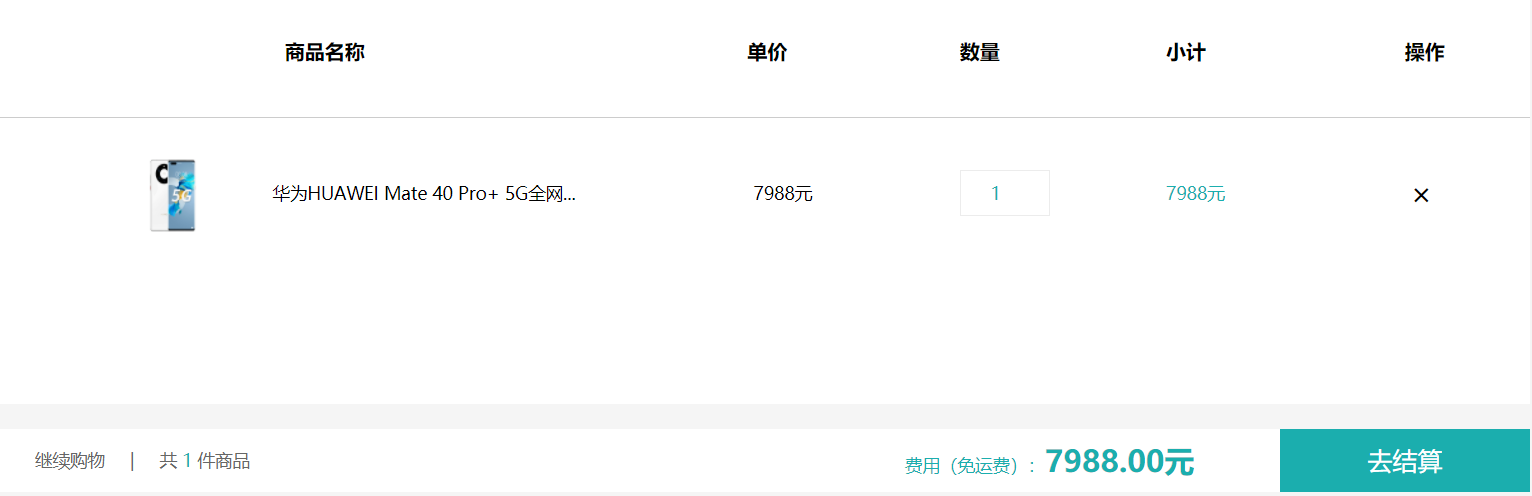 商品名称 单价 数量 小计 操作
5G
华为HUAWEI Mate 40 Pro+ 5G全网... 7988元 1 7988元 ×
继续购物 | 共 1 件商品 费用（免运费）： 7988.00元 去结算